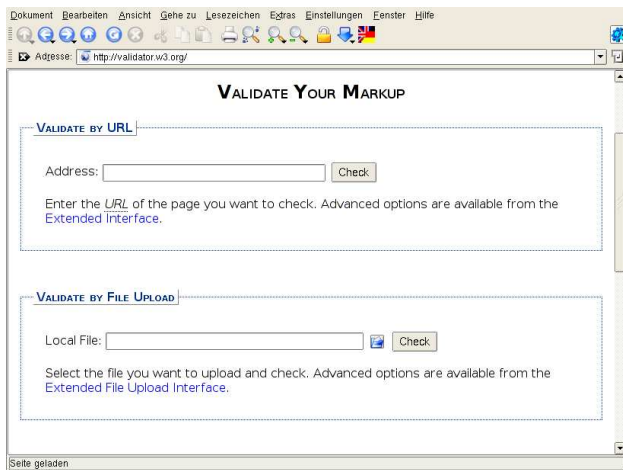 Dokument Bearbeiten Ansicht Gehe zu Lesezeichen Extras Einstellungen Fenster Hilfe
Adresse: http://validator.w3.org/
VALIDATE YOUR MARKUP
VALIDATE BY URL
Address: Check
Enter the URL of the page you want to check. Advanced options are available from the
Extended Interface.
VALIDATE BY FILE UPLOAD
Local File: Check
Select the file you want to upload and check. Advanced options are available from the
Extended File Upload Interface.
Seite geladen